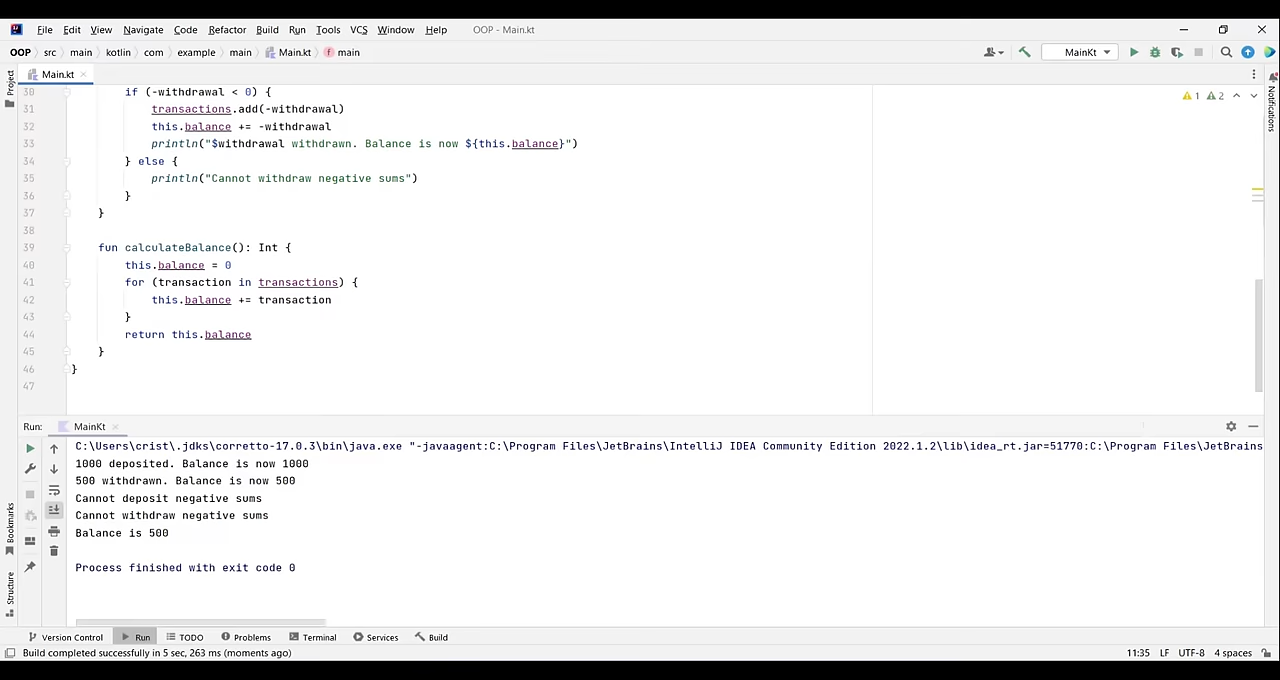 File Edit View Navigate Code Refactor Build Run Tools VCS Window Help OOP - Main.kt
OOP src main kotlin com example main Main.kt main MainKt
Project
Main.kt
Notifications
1 2
30 if (-withdrawal < 0) {
31 transactions.add(-withdrawal)
32 this.balance += -withdrawal
33 println("$withdrawal withdrawn. Balance is now ${this.balance}")
34 } else {
35 println("Cannot withdraw negative sums")
36 }
37 }
38
39 fun calculateBalance(): Int {
40 this.balance = 0
41 for (transaction in transactions) {
42 this.balance += transaction
43 }
44 return this.balance
45 }
46 }
47
Run: MainKt
C:\Users\crist\.jdks\corretto-17.0.3\bin\java.exe "-javaagent:C:\Program Files\JetBrains\IntelliJ IDEA Community Edition 2022.1.2\lib\idea_rt.jar=51770:C:\Program Files\JetBrains
1000 deposited. Balance is now 1000
500 withdrawn. Balance is now 500
Cannot deposit negative sums
Cannot withdraw negative sums
Balance is 500
Process finished with exit code 0
Bookmarks
Structure
Version Control Run TODO Problems Terminal Services Build
Build completed successfully in 5 sec, 263 ms (moments ago) 11:35 LF UTF-8 4 spaces